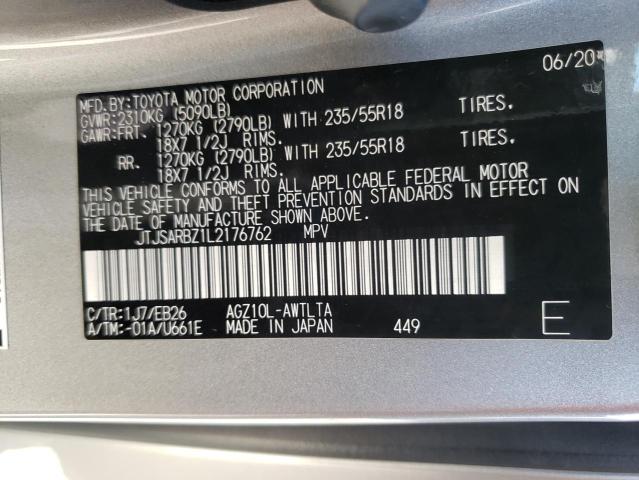 06/20
MFD.BY:TOYOTA MOTOR CORPORATION
GVWR:2310KG (5090LB)
GAWR:FRT. 1270KG (2790LB) WITH 235/55R18 TIRES,
18X7 1/2J RIMS.
RR. 1270KG (2790LB) WITH 235/55R18 TIRES,
18X7 1/2J RIMS.
THIS VEHICLE CONFORMS TO ALL APPLICABLE FEDERAL MOTOR
VEHICLE SAFETY AND THEFT PREVENTION STANDARDS IN EFFECT ON
THE DATE OF MANUFACTURE SHOWN ABOVE.
JTJSARBZ1L2176762 MPV
C/TR:1J7/EB26 AGZ10L-AWTLTA
A/TM:-01A/U661E MADE IN JAPAN 449 E